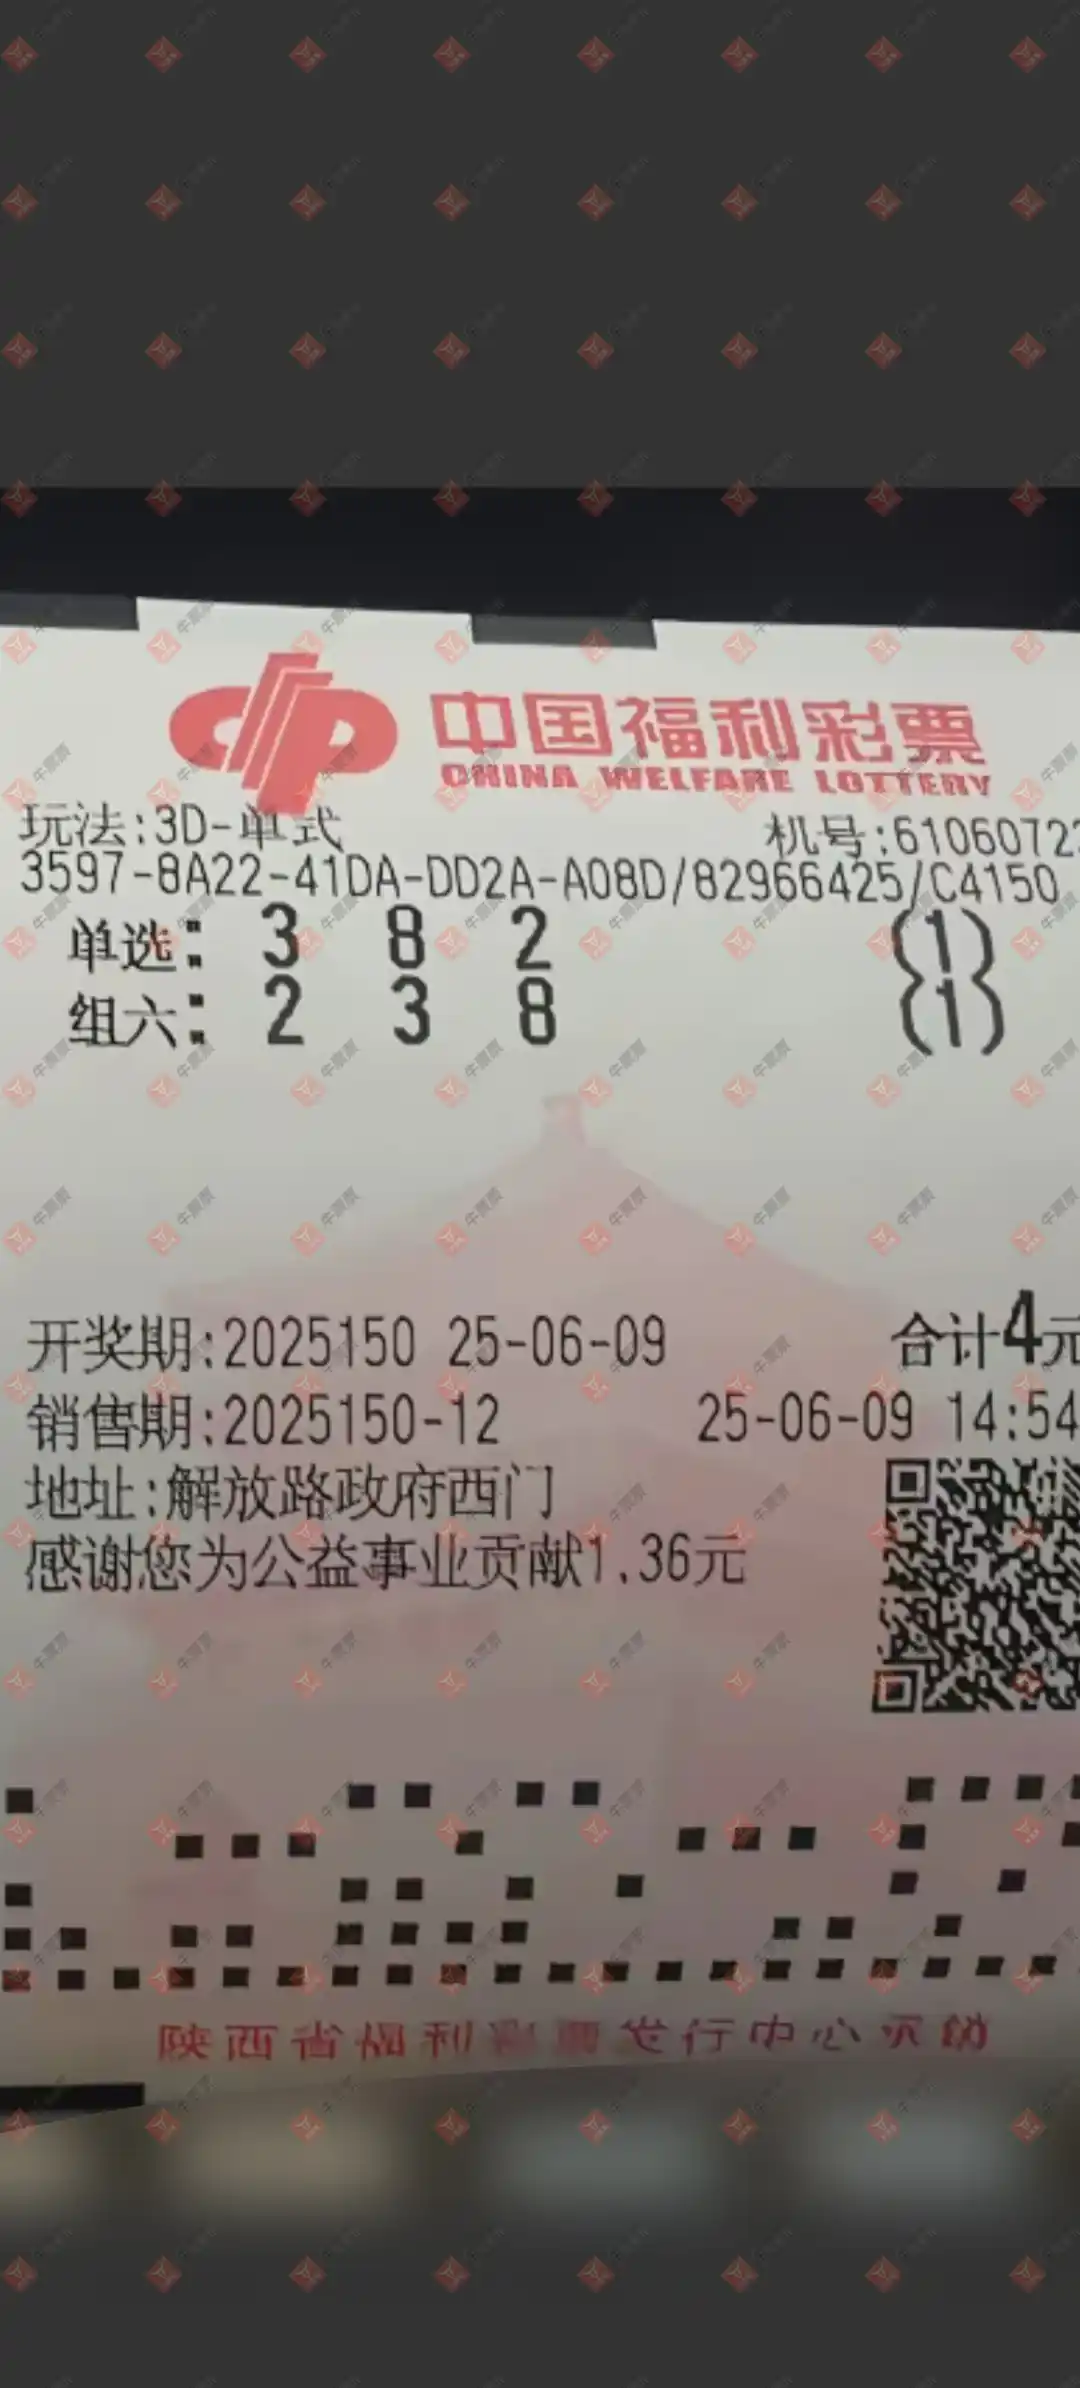 中国福利彩票
CHINA WELFARE LOTTERY
玩法:3D-单式 机号:6106072
3597-8A22-41DA-DD2A-A08D/82966425/C4150
单选: 3 8 2 (1)
组六: 2 3 8 (1)
开奖期:2025150 25-06-09 合计4元
销售期:2025150-12 25-06-09 14:54
地址:解放路政府西门
感谢您为公益事业贡献1.36元
陕西省福利彩票发行中心承销
牛票票